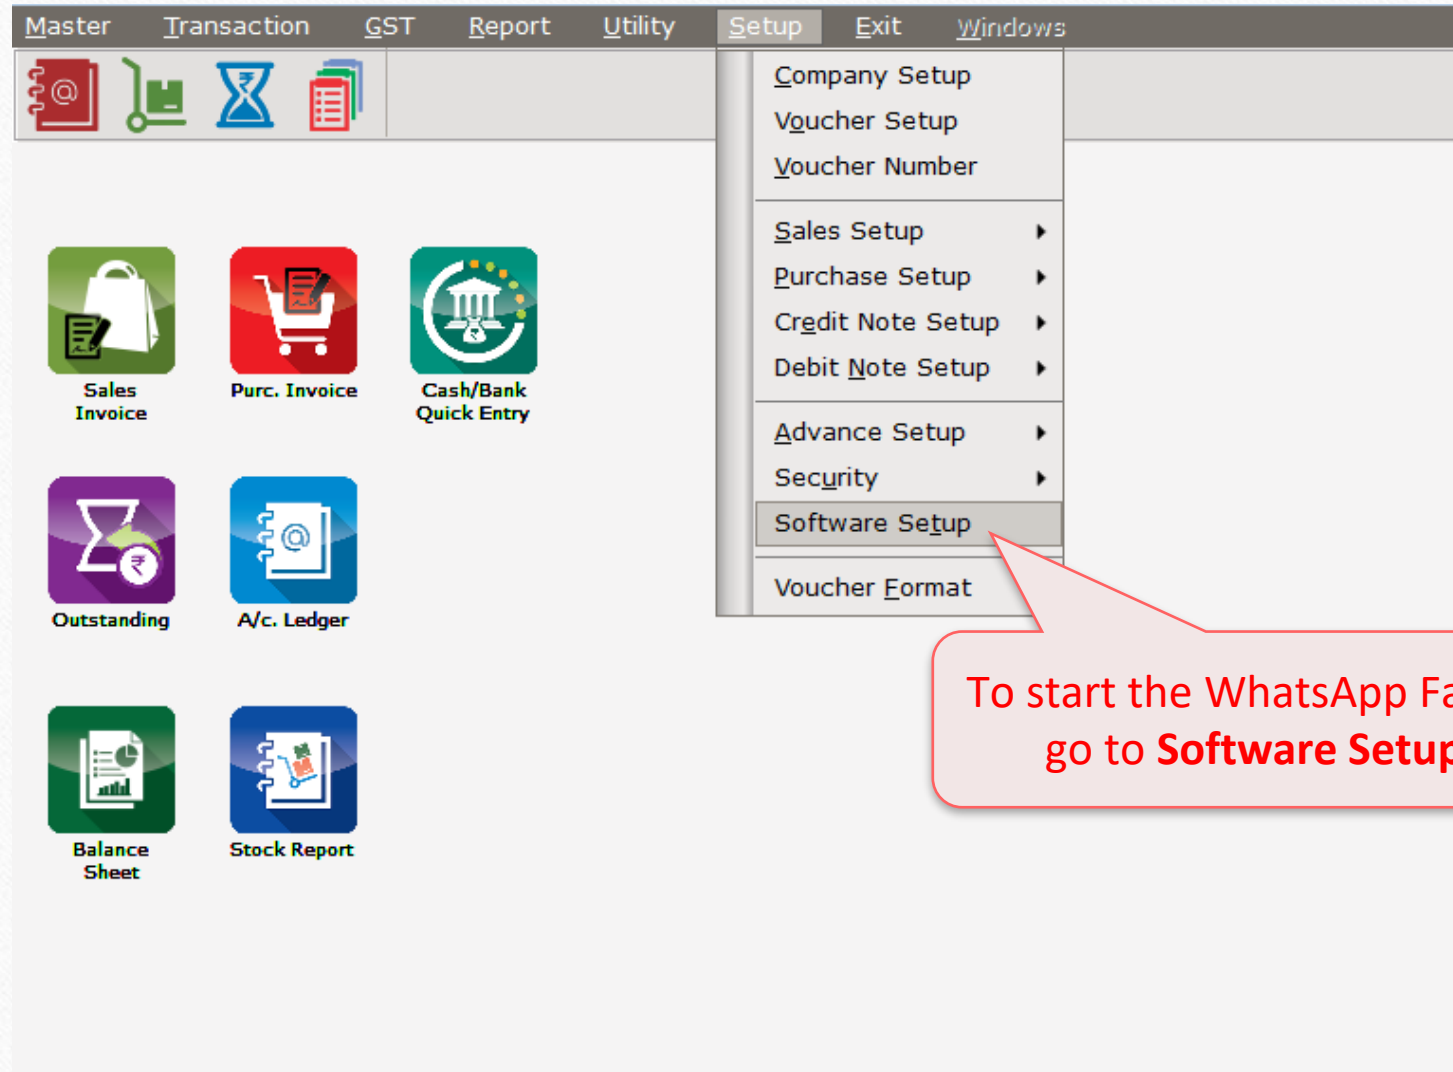 Master Transaction GST Report Utility Setup Exit Windows
Company Setup
Voucher Setup
Voucher Number
Sales Setup
Purchase Setup
Credit Note Setup
Debit Note Setup
Advance Setup
Security
Software Setup
Voucher Format
Sales
Invoice
Purc. Invoice
Cash/Bank
Quick Entry
Outstanding
A/c. Ledger
Balance
Sheet
Stock Report
To start the WhatsApp
go to Software Setup